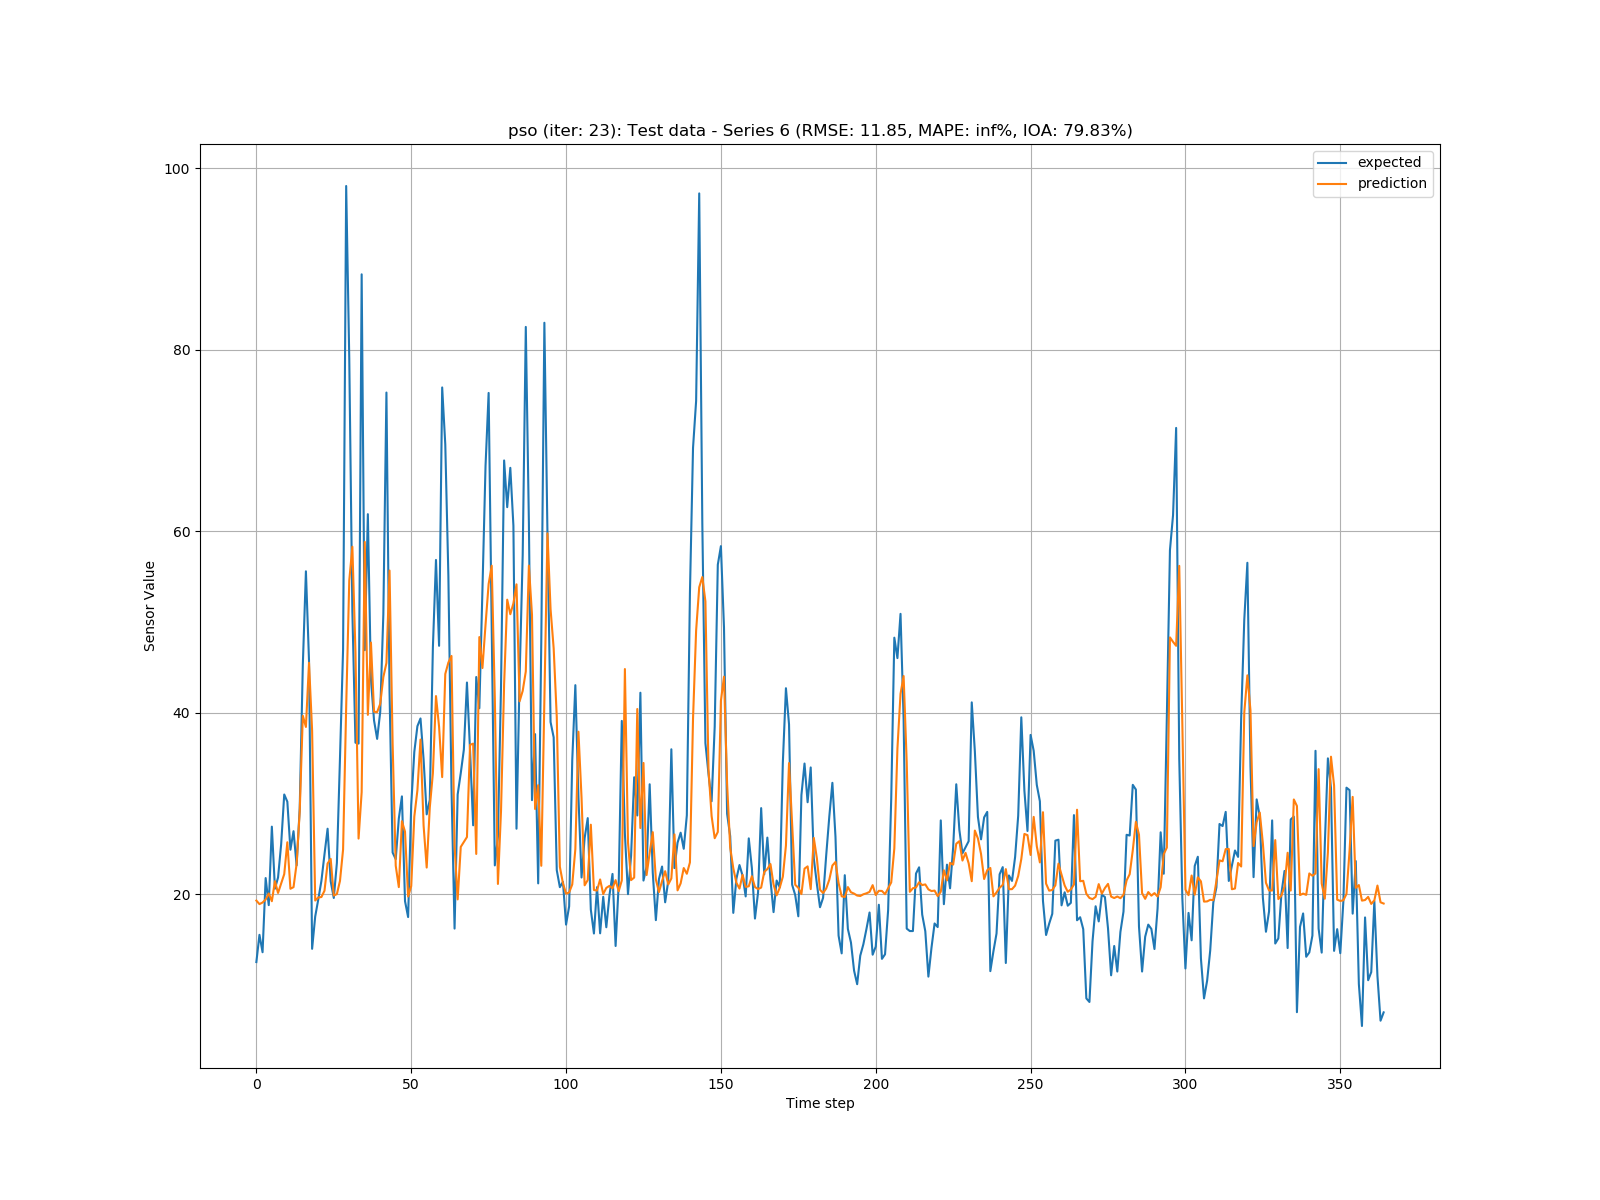 pso (iter: 23): Test data - Series 6 (RMSE: 11.85, MAPE: inf%, IOA: 79.83%)
expected
prediction
100
80
60
40
20
Sensor Value
0 50 100 150 200 250 300 350
Time step